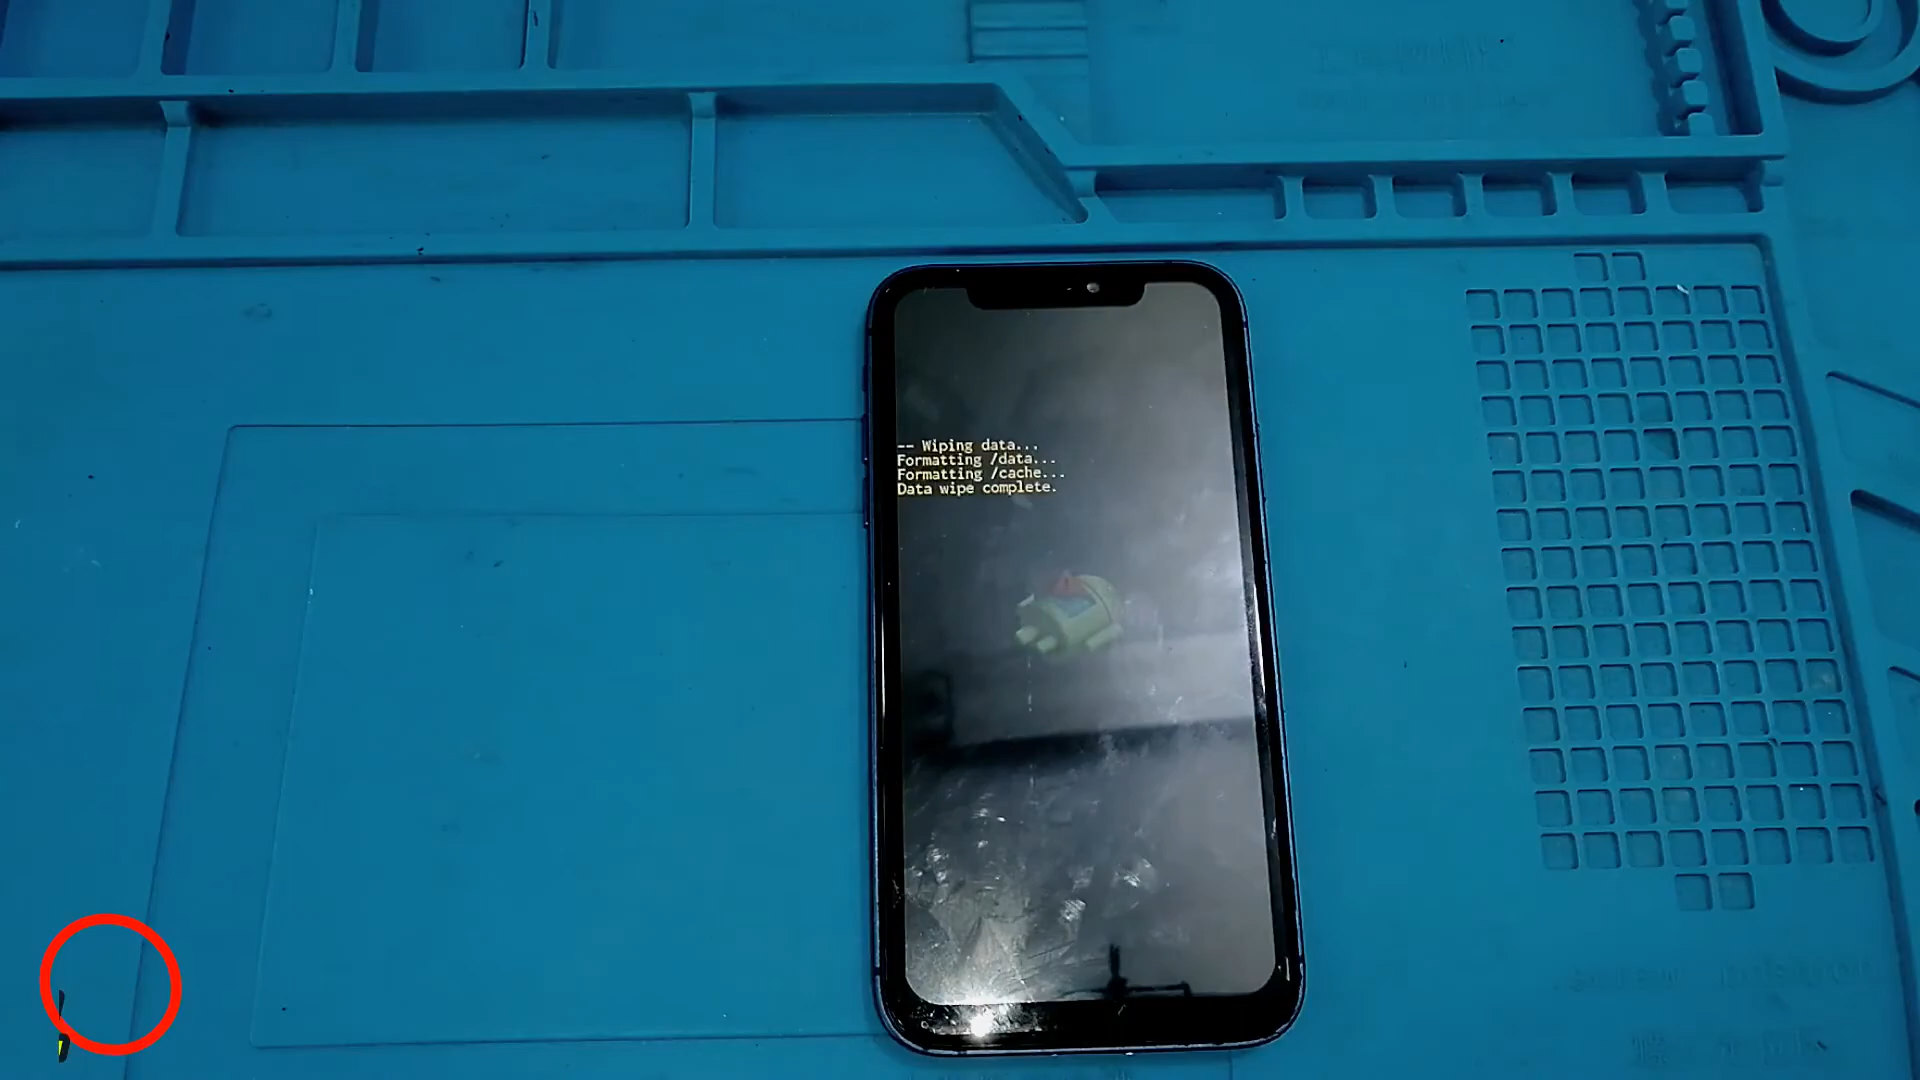 -- Wiping data...
Formatting /data...
Formatting /cache...
Data wipe complete.